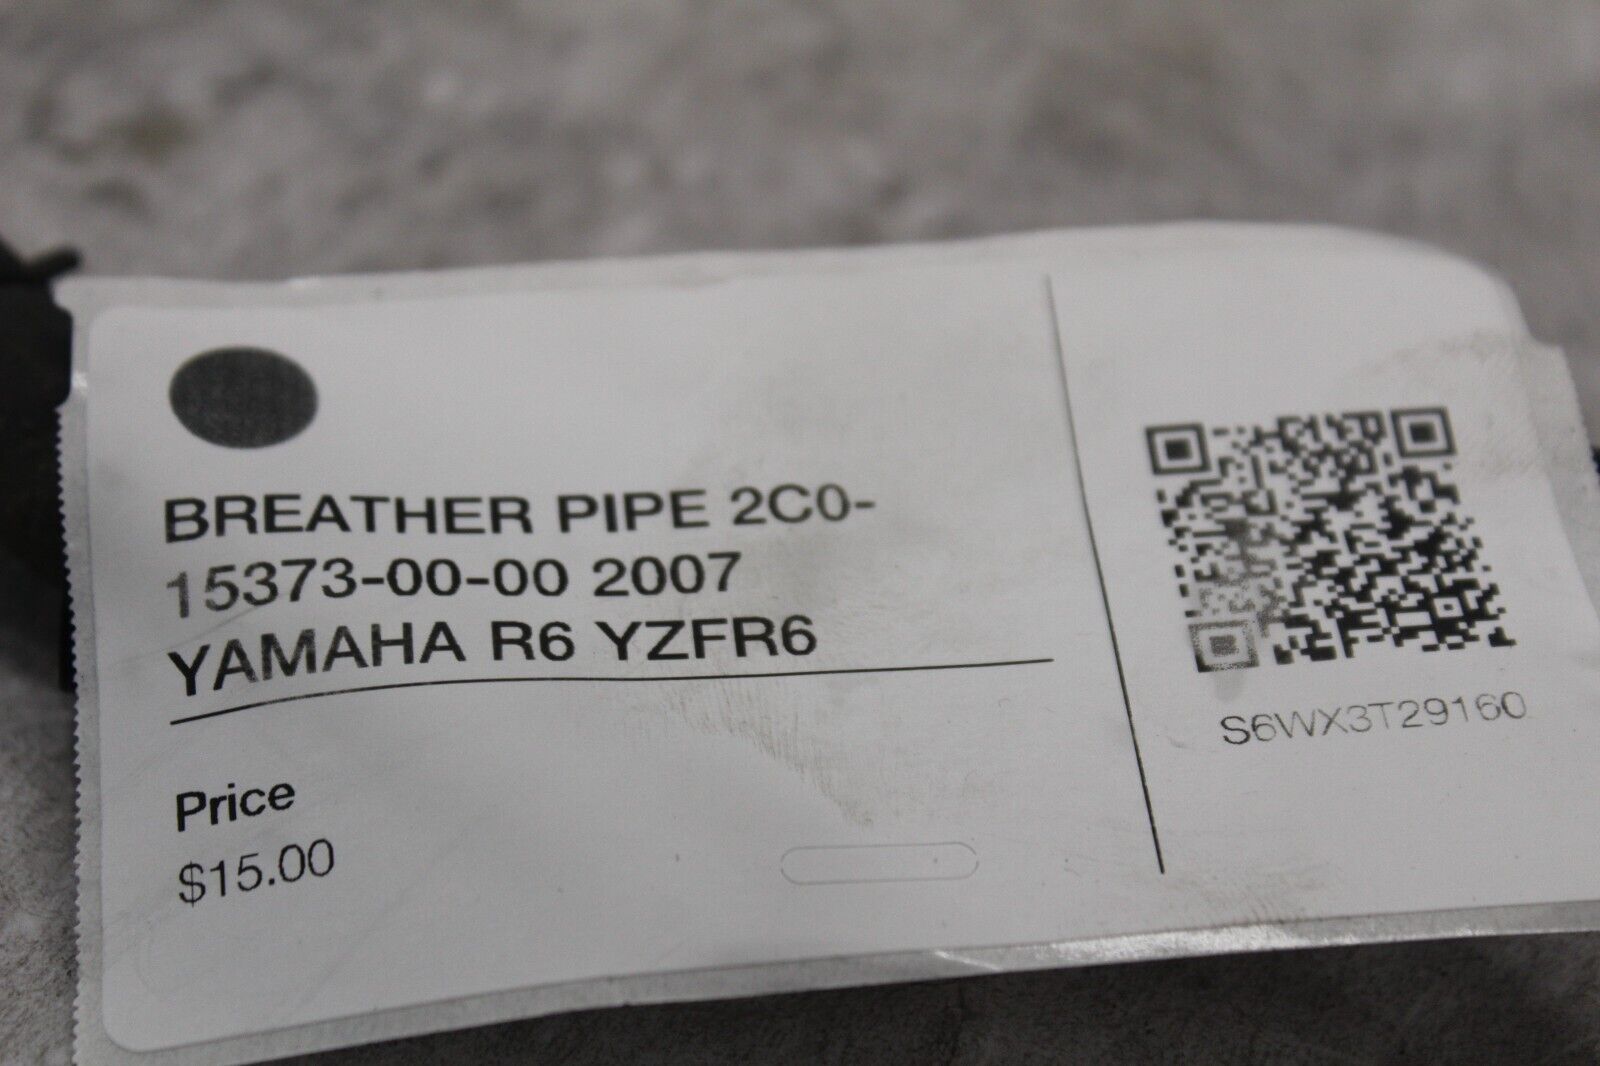 BREATHER PIPE 2C0-
15373-00-00 2007
YAMAHA R6 YZFR6
Price
$15.00
S6WX3T29160